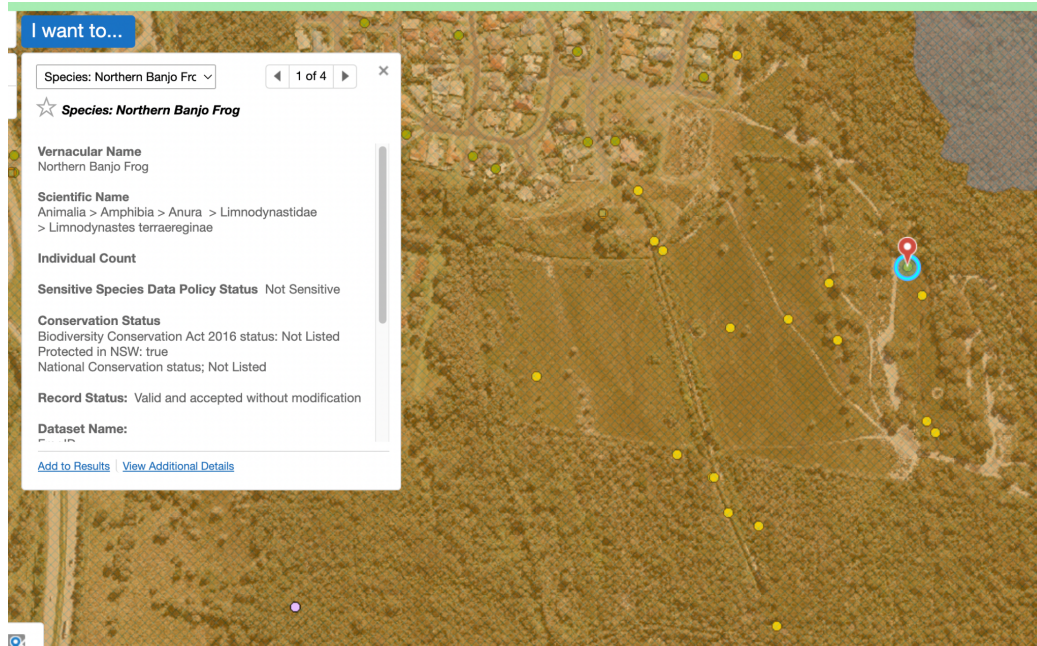 I want to...
Species: Northern Banjo Frc
1 of 4
Species: Northern Banjo Frog
Vernacular Name
Northern Banjo Frog
Scientific Name
Animalia > Amphibia > Anura > Limnodynastidae
> Limnodynastes terraereginae
Individual Count
Sensitive Species Data Policy Status Not Sensitive
Conservation Status
Biodiversity Conservation Act 2016 status: Not Listed
Protected in NSW: true
National Conservation status; Not Listed
Record Status: Valid and accepted without modification
Dataset Name:
Add to Results View Additional Details